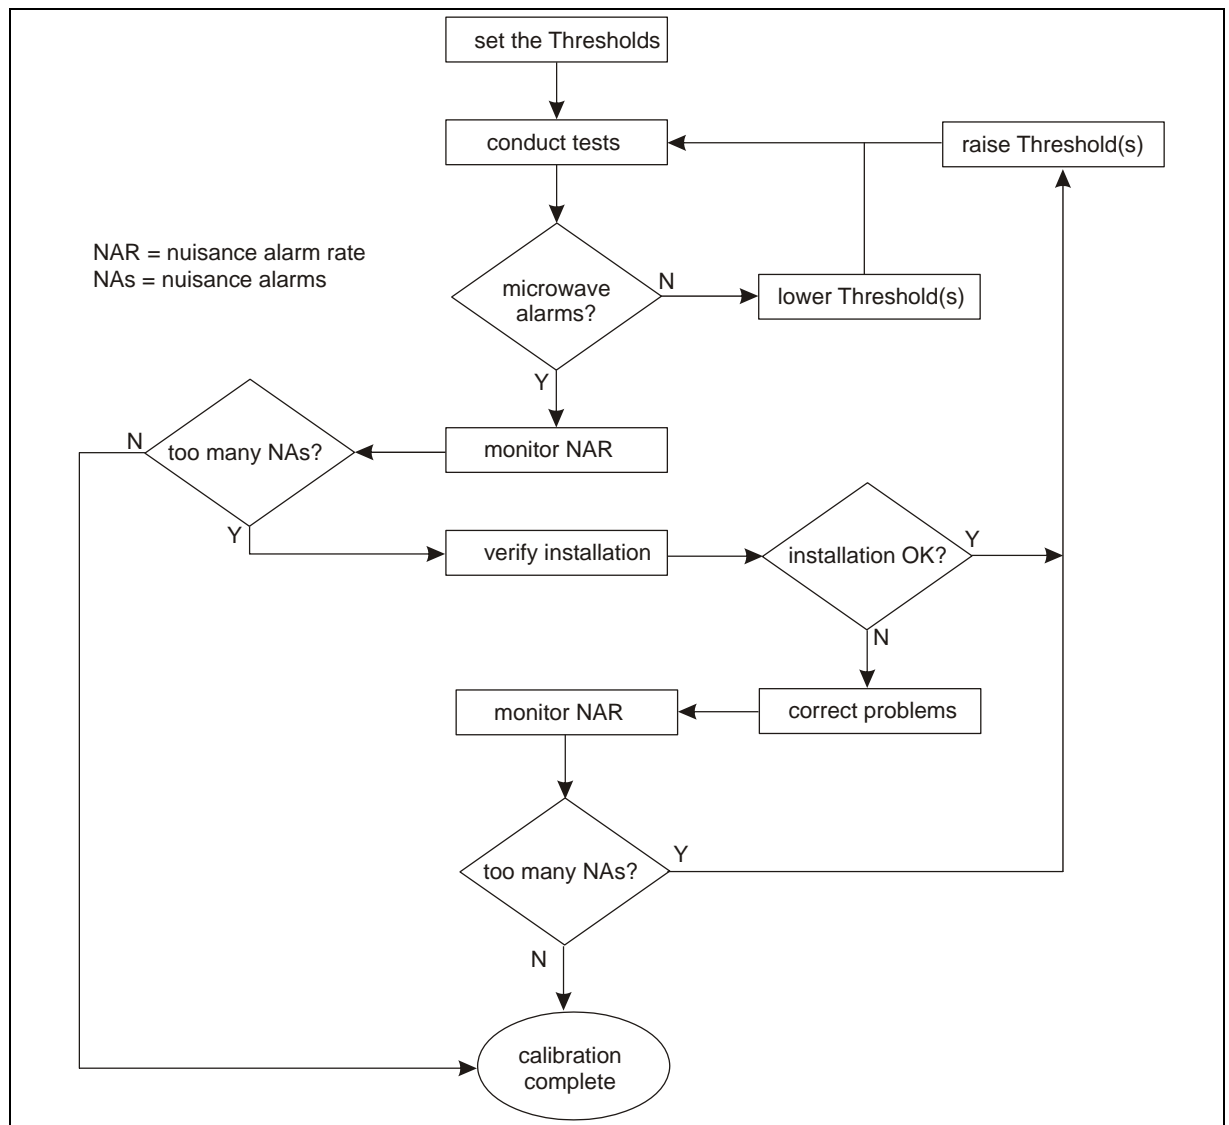 set the Thresholds
conduct tests
raise Threshold(s)
NAR = nuisance alarm rate
NAs = nuisance alarms
microwave
alarms?
N
lower Threshold(s)
Y
monitor NAR
too many NAs?
N
Y
verify installation
installation OK?
Y
N
correct problems
monitor NAR
too many NAs?
Y
N
calibration
complete